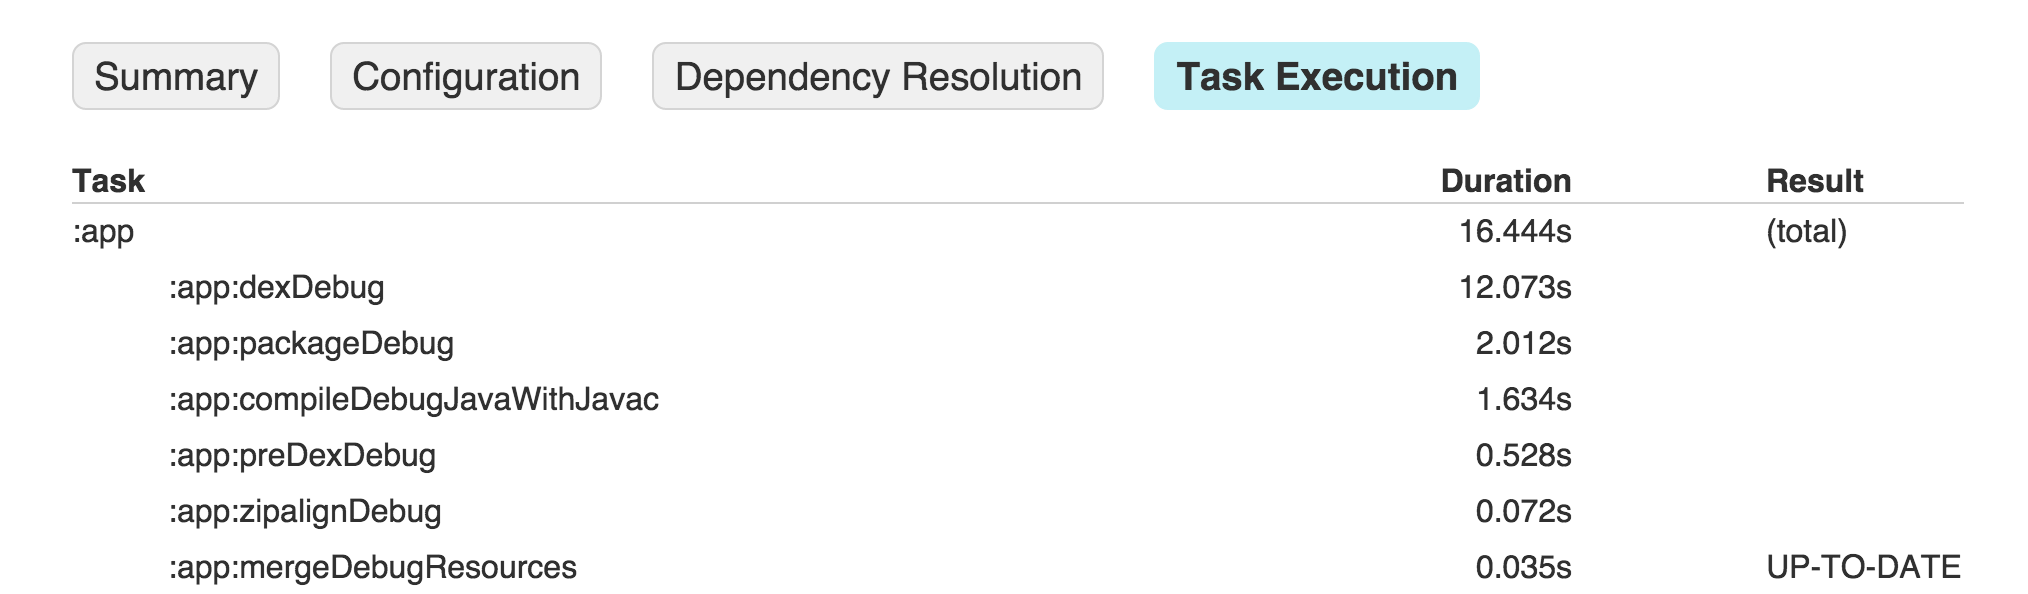 Summary Configuration Dependency Resolution Task Execution
Task Duration Result
:app 16.444s (total)
:app:dexDebug 12.073s
:app:packageDebug 2.012s
:app:compileDebugJavaWithJavac 1.634s
:app:preDexDebug 0.528s
:app:zipalignDebug 0.072s
:app:mergeDebugResources 0.035s UP-TO-DATE